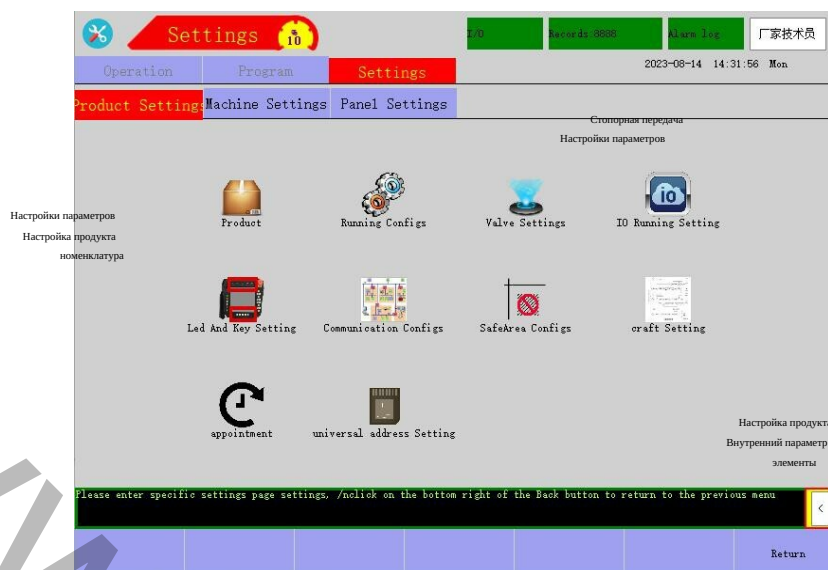 Settings 10 I/O Records:8888 Alarm log 厂家技术员
Operation Program Settings 2023-08-14 14:31:56 Mon
Product Settings Machine Settings Panel Settings
Стопорная передача
Настройки параметров
Настройки параметров
Настройка продукта
номенклатура
Product Running Configs Valve Settings IO Running Setting
Led And Key Setting Communication Configs SafeArea Configs craft Setting
appointment universal address Setting
Настройка продукта
Внутренний параметр
элементы
Please enter specific settings page settings, /nclick on the bottom right of the Back button to return to the previous menu
<
Return